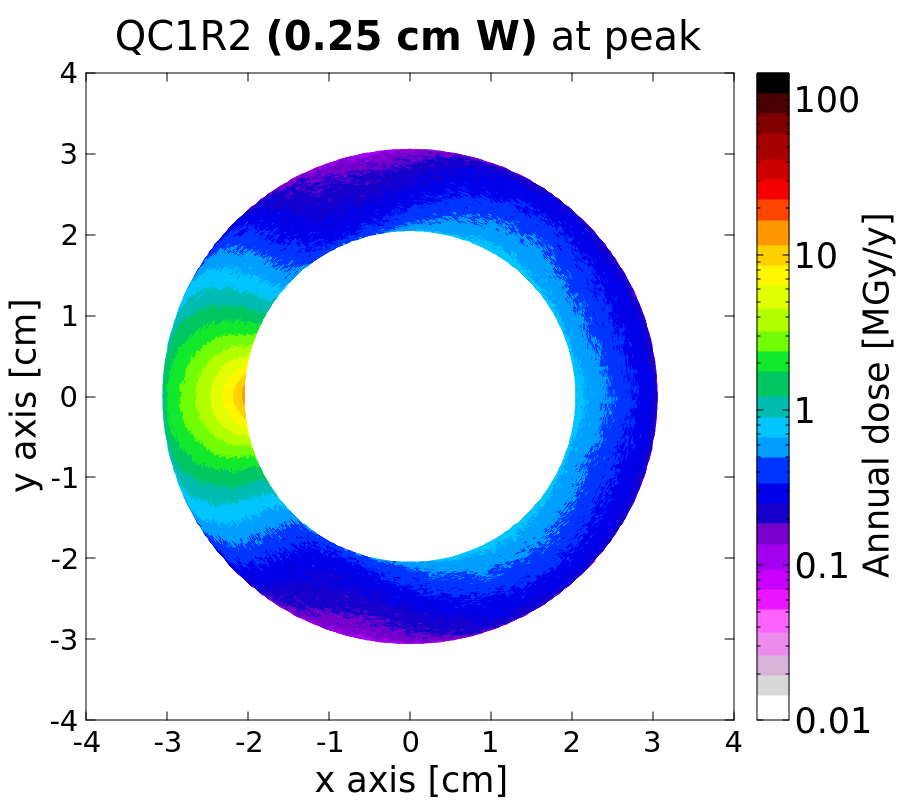 QC1R2 (0.25 cm W) at peak
y axis [cm]
4
3
2
1
0
-1
-2
-3
-4
-4 -3 -2 -1 0 1 2 3 4
x axis [cm]
100
10
1
0.1
0.01
Annual dose [MGy/y]